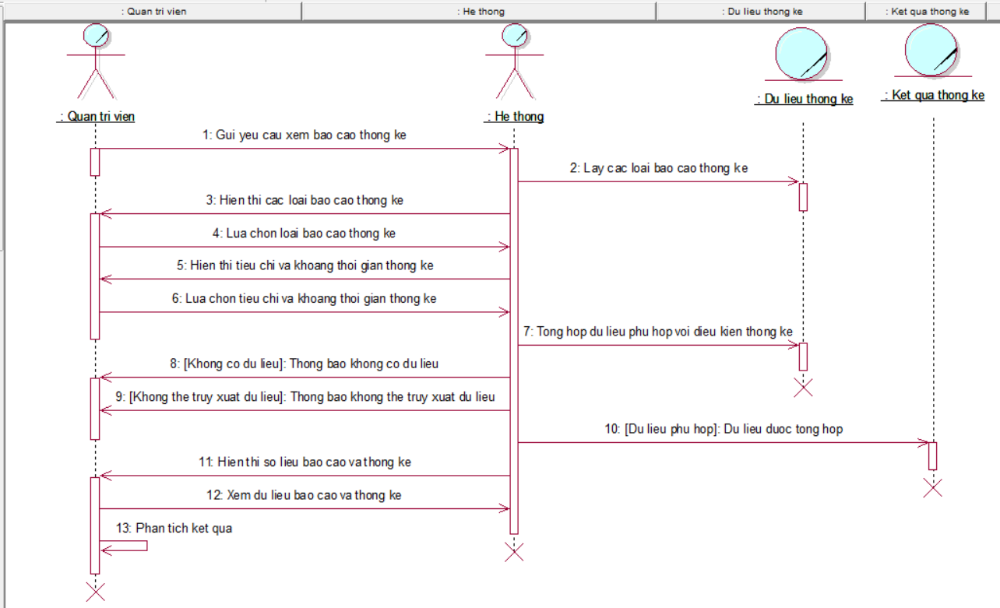 : Quan tri vien
: He thong
: Du lieu thong ke
: Ket qua thong ke
: Quan tri vien
: He thong
: Du lieu thong ke
: Ket qua thong ke
1: Gui yeu cau xem bao cao thong ke
2: Lay cac loai bao cao thong ke
3: Hien thi cac loai bao cao thong ke
4: Lua chon loai bao cao thong ke
5: Hien thi tieu chi va khoang thoi gian thong ke
6: Lua chon tieu chi va khoang thoi gian thong ke
7: Tong hop du lieu phu hop voi dieu kien thong ke
8: [Khong co du lieu]: Thong bao khong co du lieu
9: [Khong the truy xuat du lieu]: Thong bao khong the truy xuat du lieu
10: [Du lieu phu hop]: Du lieu duoc tong hop
11: Hien thi so lieu bao cao va thong ke
12: Xem du lieu bao cao va thong ke
13: Phan tich ket qua